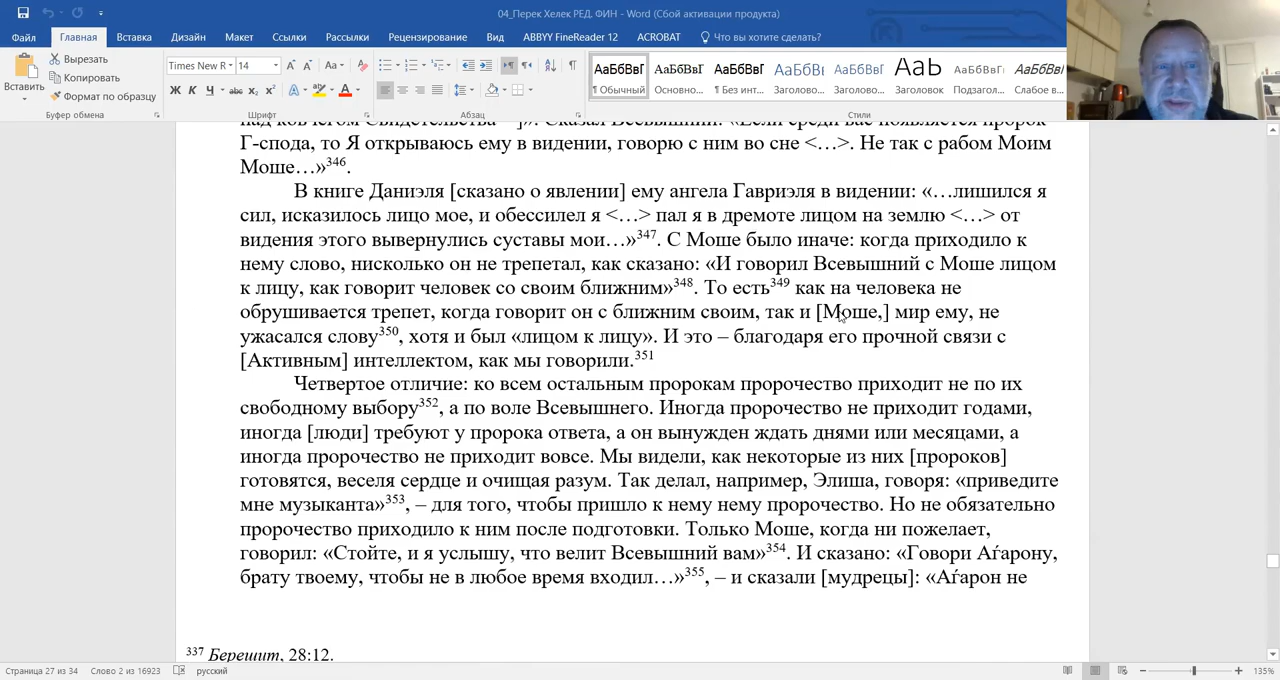 04_Перек Хелек РЕД. ФИН - Word (Сбой активации продукта)
Файл Главная Вставка Дизайн Макет Ссылки Рассылки Рецензирование Вид ABBYY FineReader 12 ACROBAT Что вы хотите сделать?
Вставить
Вырезать
Копировать
Формат по образцу
Буфер обмена
Times New R 14
Шрифт
Абзац
АаБбВвГ АаБбВвГ АаБбВвГ АаБбВвГ АаБбВвГ АаБ АаБбВвГг АаБбВвГ
¶ Обычный Основно... ¶ Без инт... Заголово... Заголово... Заголовок Подзагол... Слабое в...
Стили
над ковчегом Свидетельства
Сказал Всевышний: «Если среди вас появляется пророк
Г-спода, то Я открываюсь ему в видении, говорю с ним во сне <…>. Не так с рабом Моим
Моше…»346.
В книге Даниэля [сказано о явлении] ему ангела Гавриэля в видении: «…лишился я
сил, исказилось лицо мое, и обессилел я <…> пал я в дремоте лицом на землю <…> от
видения этого вывернулись суставы мои…»347. С Моше было иначе: когда приходило к
нему слово, нисколько он не трепетал, как сказано: «И говорил Всевышний с Моше лицом
к лицу, как говорит человек со своим ближним»348. То есть349 как на человека не
обрушивается трепет, когда говорит он с ближним своим, так и [Моше,] мир ему, не
ужасался слову350, хотя и был «лицом к лицу». И это – благодаря его прочной связи с
[Активным] интеллектом, как мы говорили.351
Четвертое отличие: ко всем остальным пророкам пророчество приходит не по их
свободному выбору352, а по воле Всевышнего. Иногда пророчество не приходит годами,
иногда [люди] требуют у пророка ответа, а он вынужден ждать днями или месяцами, а
иногда пророчество не приходит вовсе. Мы видели, как некоторые из них [пророков]
готовятся, веселя сердце и очищая разум. Так делал, например, Элиша, говоря: «приведите
мне музыканта»353, – для того, чтобы пришло к нему нему пророчество. Но не обязательно
пророчество приходило к ним после подготовки. Только Моше, когда ни пожелает,
говорил: «Стойте, и я услышу, что велит Всевышний вам»354. И сказано: «Говори Аѓарону,
брату твоему, чтобы не в любое время входил…»355, – и сказали [мудрецы]: «Аѓарон не
337 Берешит, 28:12.
Страница 27 из 34 Слово 2 из 16923 русский 135%